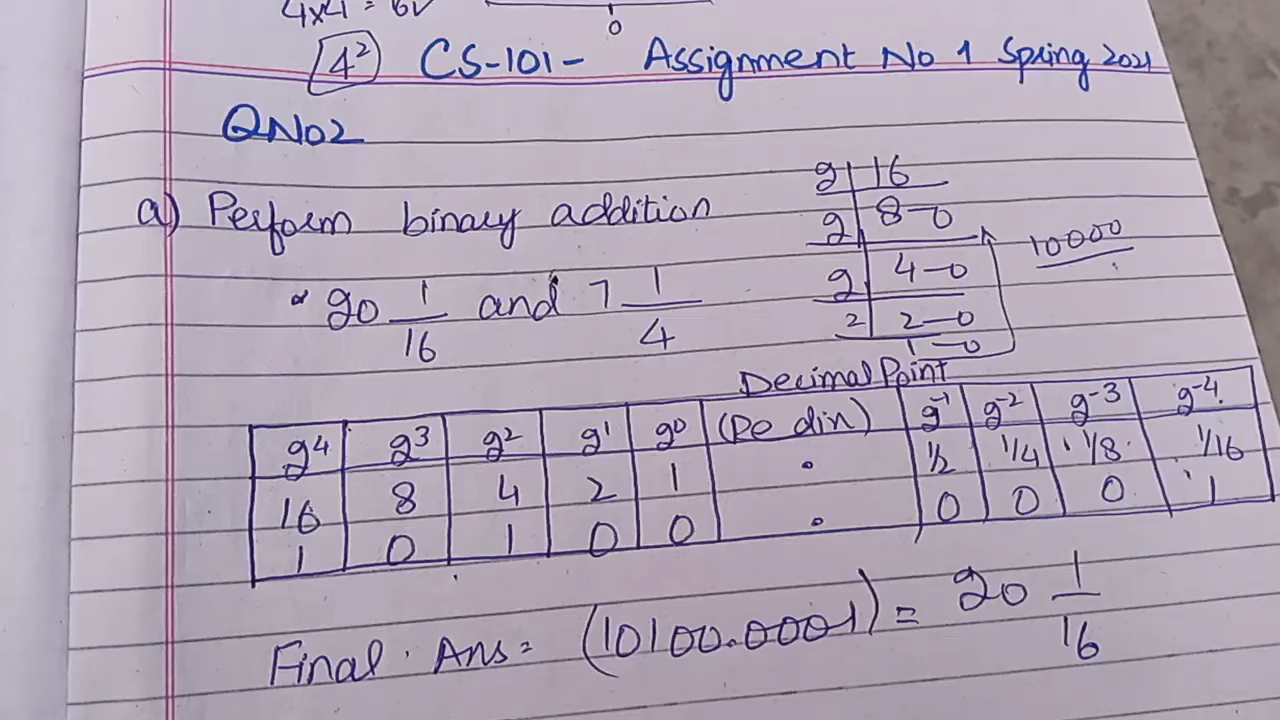 4x4 = 6
0
4² CS-101- Assignment No 1 Spring 2021
QNo2
a) Perform binary addition
20 1/16 and 7 1/4
2 | 16
2 | 8-0
2 | 4-0
2 | 2-0
1-0
10000
Decimal Point
2⁴ 2³ 2² 2¹ 2⁰ (Do din) 2⁻¹ 2⁻² 2⁻³ 2⁻⁴
16 8 4 2 1 . 1/2 1/4 1/8 1/16
1 0 1 0 0 . 0 0 0 1
Final Ans = (10100.0001) = 20 1/16